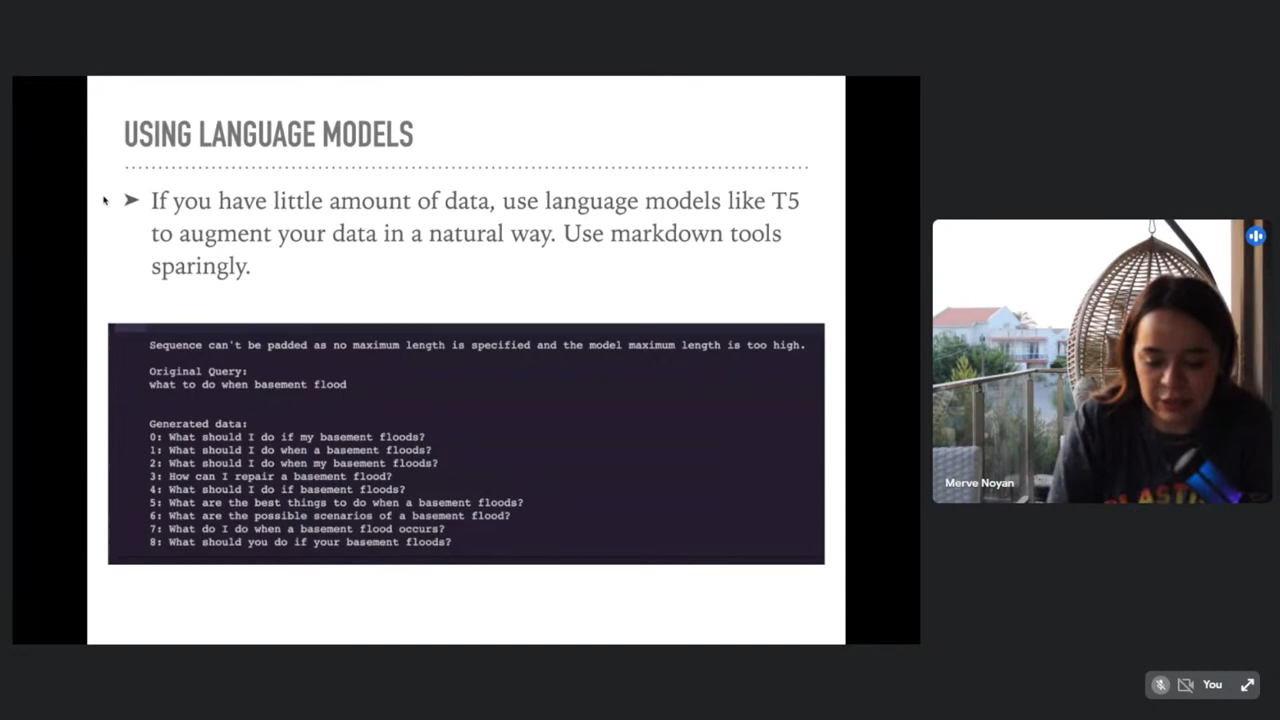 USING LANGUAGE MODELS
➤ If you have little amount of data, use language models like T5
to augment your data in a natural way. Use markdown tools
sparingly.
Sequence can't be padded as no maximum length is specified and the model maximum length is too high.
Original Query:
what to do when basement flood
Generated data:
0: What should I do if my basement floods?
1: What should I do when a basement floods?
2: What should I do when my basement floods?
3: How can I repair a basement flood?
4: What should I do if basement floods?
5: What are the best things to do when a basement floods?
6: What are the possible scenarios of a basement flood?
7: What do I do when a basement flood occurs?
8: What should you do if your basement floods?
Merve Noyan
You